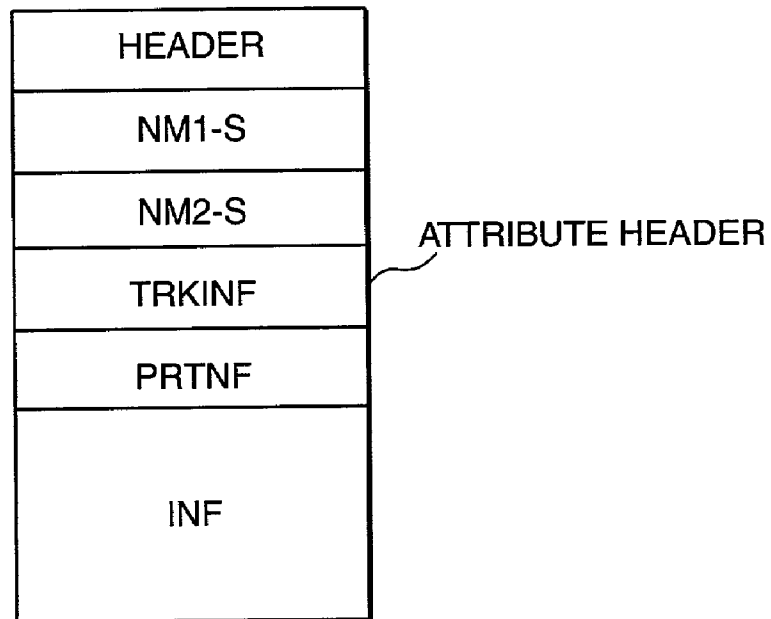 HEADER
NM1-S
NM2-S
ATTRIBUTE HEADER
TRKINF
PRTNF
INF